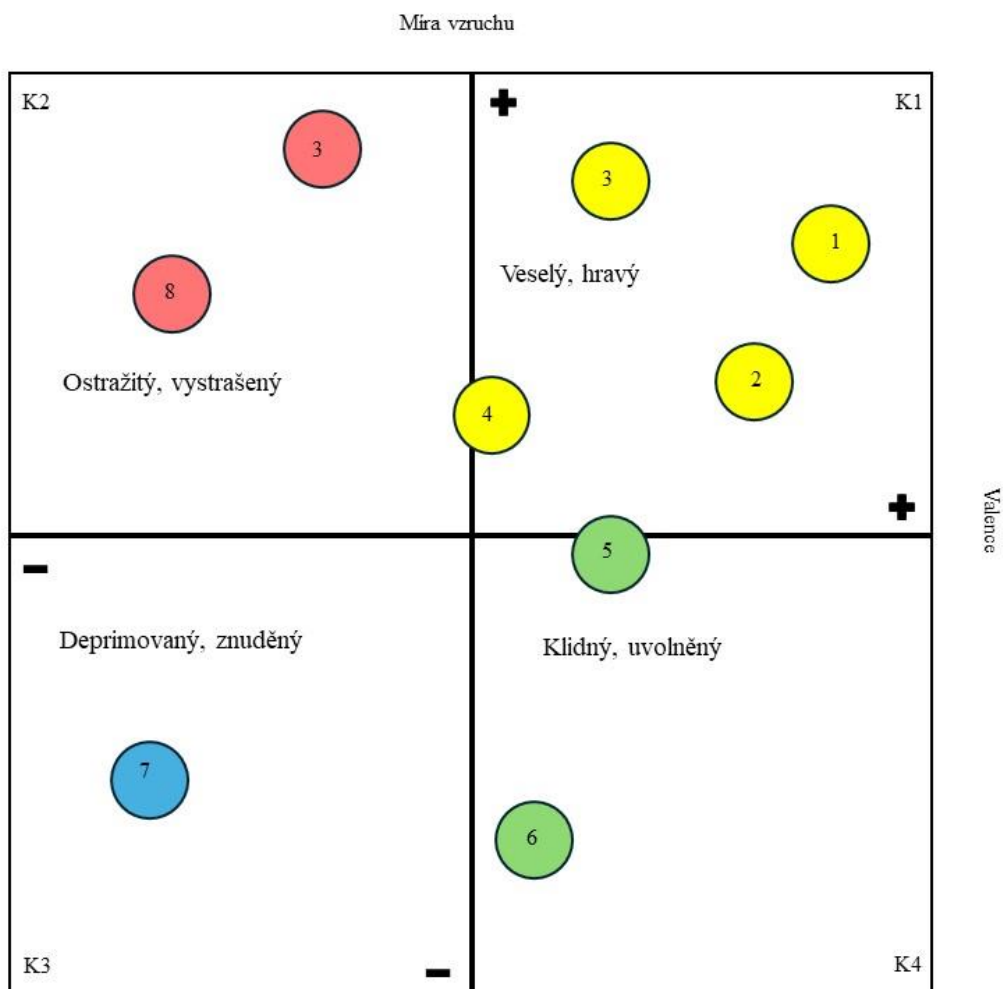 Míra vzruchu
K2
K1
3
3
1
Veselý, hravý
8
Ostražitý, vystrašený
2
4
Valence
5
Deprimovaný, znuděný
Klidný, uvolněný
7
6
K3
K4